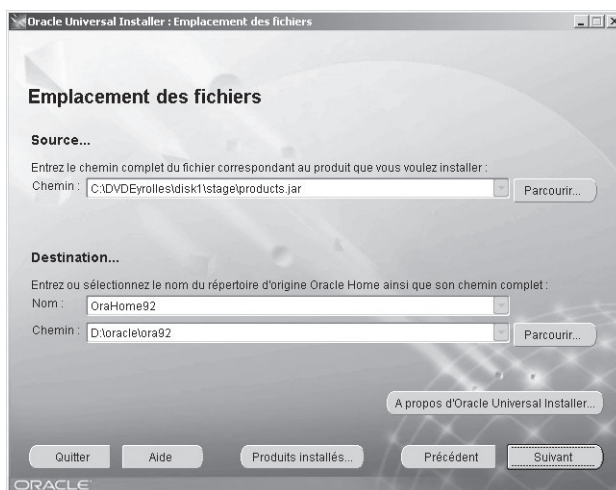 Oracle Universal Installer : Emplacement des fichiers
Emplacement des fichiers
Source...
Entrez le chemin complet du fichier correspondant au produit que vous voulez installer :
Chemin : C:\DVDEyrolles\disk1\stage\products.jar Parcourir...
Destination...
Entrez ou sélectionnez le nom du répertoire d'origine Oracle Home ainsi que son chemin complet :
Nom : OraHome92
Chemin : D:\oracle\ora92 Parcourir...
A propos d'Oracle Universal Installer...
Quitter Aide Produits installés... Précédent Suivant
ORACLE